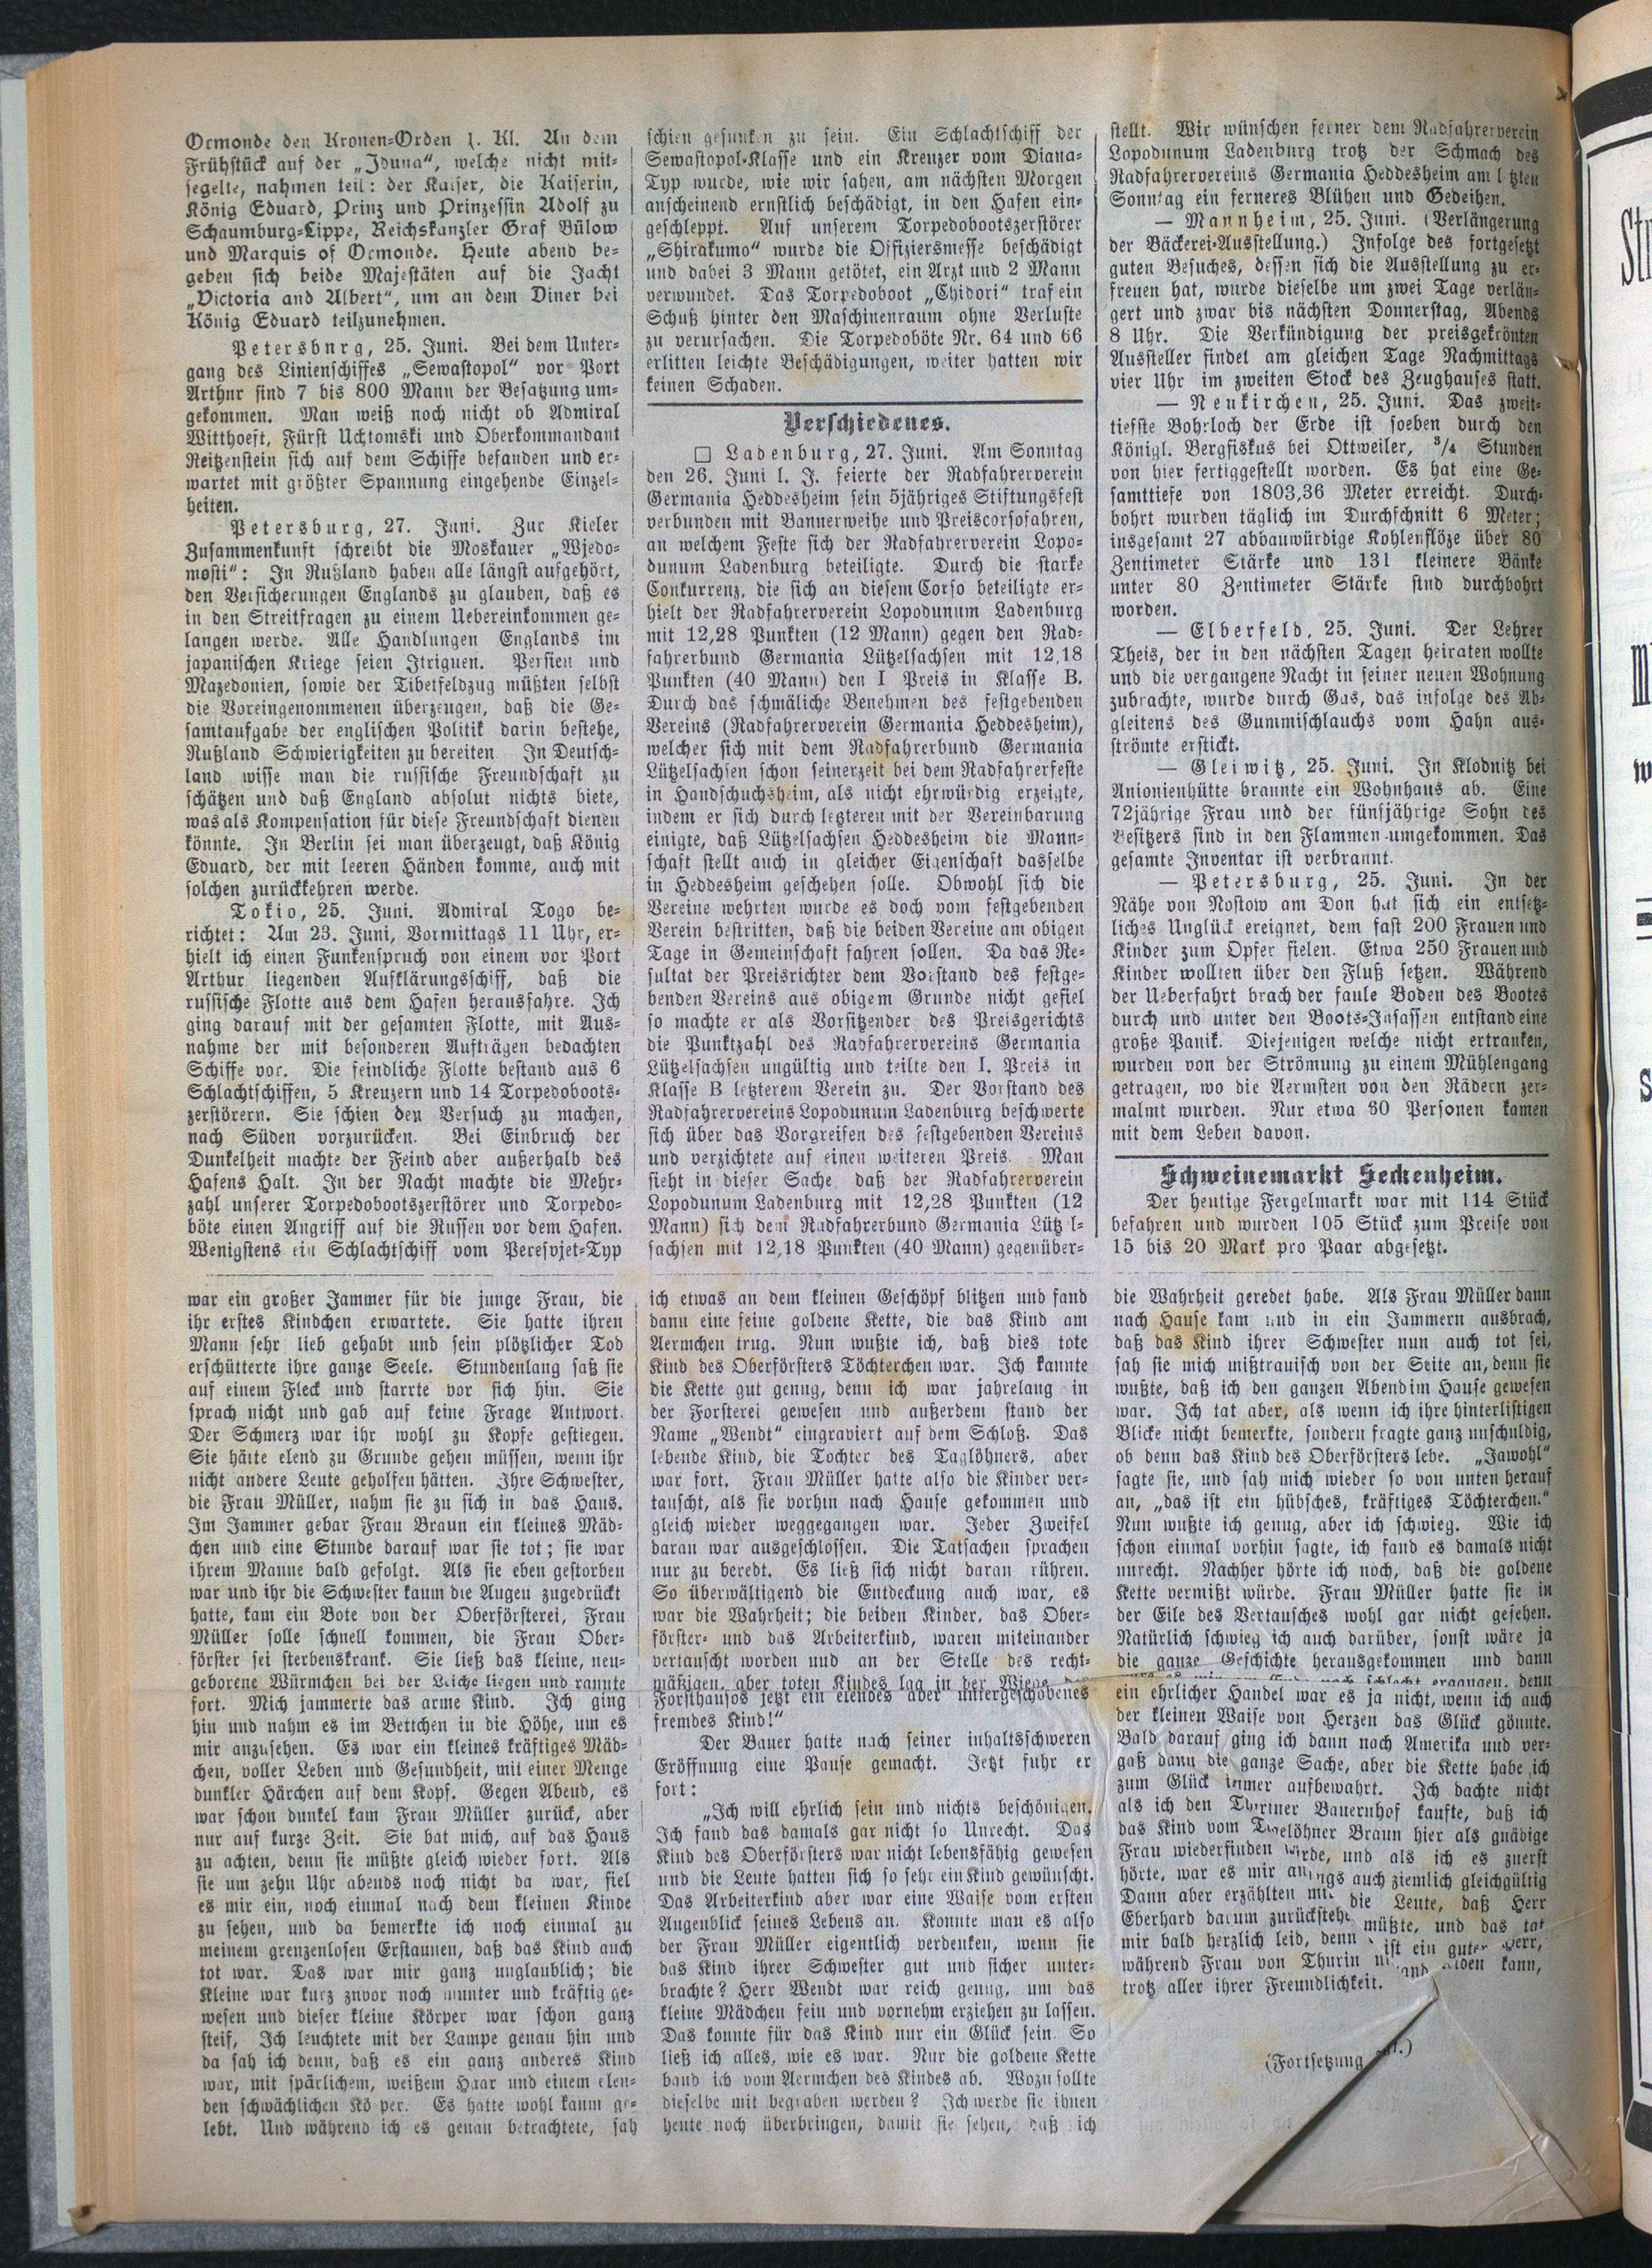 Ormonde den Kronen-Orden 1. Kl. An dem
Frühstück auf der „Iduna“, welche nicht mit-
segelte, nahmen teil: der Kaiser, die Kaiserin,
König Eduard, Prinz und Prinzessin Adolf zu
Schaumburg-Lippe, Reichskanzler Graf Bülow
und Marquis of Ormonde. Heute abend be-
geben sich beide Majestäten auf die Jacht
„Victoria and Albert“, um an dem Diner bei
König Eduard teilzunehmen.
Petersbnrg, 25. Juni. Bei dem Unter-
gang des Linienschiffes „Sewastopol“ vor Port
Arthur sind 7 bis 800 Mann der Besatzung um-
gekommen. Man weiß noch nicht ob Admiral
Witthoeft, Fürst Uchtomski und Oberkommandant
Reitzenstein sich auf dem Schiffe befanden und er-
wartet mit größter Spannung eingehende Einzel-
heiten.
Petersburg, 27. Juni. Zur Kieler
Zusammenkunft schreibt die Moskauer „Wjedo-
mosti“: In Rußland haben alle längst aufgehört,
den Versicherungen Englands zu glauben, daß es
in den Streitfragen zu einem Uebereinkommen ge-
langen werde. Alle Handlungen Englands im
japanischen Kriege seien Itriguen. Persien und
Mazedonien, sowie der Tibetfeldzug müßten selbst
die Voreingenommenen überzeugen, daß die Ge-
samtaufgabe der englischen Politik darin bestehe,
Rußland Schwierigkeiten zu bereiten In Deutsch-
land wisse man die russische Freundschaft zu
schätzen und daß England absolut nichts biete,
was als Kompensation für diese Freundschaft dienen
könnte. In Berlin sei man überzeugt, daß König
Eduard, der mit leeren Händen komme, auch mit
solchen zurückkehren werde.
Tokio, 25. Juni. Admiral Togo be-
richtet: Am 23. Juni, Vormittags 11 Uhr, er-
hielt ich einen Funkenspruch von einem vor Port
Arthur liegenden Aufklärungsschiff, daß die
russische Flotte aus dem Hafen herausfahre. Ich
ging darauf mit der gesamten Flotte, mit Aus-
nahme der mit besonderen Aufträgen bedachten
Schiffe vor. Die feindliche Flotte bestand aus 6
Schlachtschiffen, 5 Kreuzern und 14 Torpedoboots-
zerstörern. Sie schien den Versuch zu machen,
nach Süden vorzurücken. Bei Einbruch der
Dunkelheit machte der Feind aber außerhalb des
Hafens Halt. In der Nacht machte die Mehr-
zahl unserer Torpedobootszerstörer und Torpedo-
böte einen Angriff auf die Russen vor dem Hafen.
Wenigstens ein Schlachtschiff vom Peresvjet-Typ
schien gesunken zu sein. Ein Schlachtschiff der
Sewastopol-Klasse und ein Kreuzer vom Diana-
Typ wurde, wie wir sahen, am nächsten Morgen
anscheinend ernstlich beschädigt, in den Hafen ein-
geschleppt. Auf unserem Torpedobootszerstörer
„Shirakumo“ wurde die Offiziersmesse beschädigt
und dabei 3 Mann getötet, ein Arzt und 2 Mann
verwundet. Das Torpedoboot „Chidori“ traf ein
Schuß hinter den Maschinenraum ohne Verluste
zu verursachen. Die Torpedoböte Nr. 64 und 66
erlitten leichte Beschädigungen, weiter hatten wir
keinen Schaden.
Verschiedenes.
□ Ladenburg, 27. Juni. Am Sonntag
den 26. Juni l. J. feierte der Radfahrerverein
Germania Heddesheim sein 5jähriges Stiftungsfest
verbunden mit Bannerweihe und Preiscorsofahren,
an welchem Feste sich der Radfahrerverein Lopo-
dunum Ladenburg beteiligte. Durch die starke
Conkurrenz, die sich an diesem Corso beteiligte er-
hielt der Radfahrerverein Lopodunum Ladenburg
mit 12,28 Punkten (12 Mann) gegen den Rad-
fahrerbund Germania Lützelsachsen mit 12,18
Punkten (40 Mann) den I Preis in Klasse B.
Durch das schmäliche Benehmen des festgebenden
Vereins (Radfahrerverein Germania Heddesheim),
welcher sich mit dem Radfahrerbund Germania
Lützelsachsen schon seinerzeit bei dem Radfahrerfeste
in Handschuchsheim, als nicht ehrwürdig erzeigte,
indem er sich durch letzteren mit der Vereinbarung
einigte, daß Lützelsachsen Heddesheim die Mann-
schaft stellt auch in gleicher Eigenschaft dasselbe
in Heddesheim geschehen solle. Obwohl sich die
Vereine wehrten wurde es doch vom festgebenden
Verein bestritten, daß die beiden Vereine am obigen
Tage in Gemeinschaft fahren sollen. Da das Re-
sultat der Preisrichter dem Vorstand des festge-
benden Vereins aus obigem Grunde nicht gefiel
so machte er als Vorsitzender des Preisgerichts
die Punktzahl des Radfahrervereins Germania
Lützelsachsen ungültig und teilte den I. Preis in
Klasse B letzterem Verein zu. Der Vorstand des
Radfahrervereins Lopodunum Ladenburg beschwerte
sich über das Vorgreifen des festgebenden Vereins
und verzichtete auf einen weiteren Preis. Man
sieht in dieser Sache, daß der Radfahrerverein
Lopodunum Ladenburg mit 12,28 Punkten (12
Mann) sich dem Radfahrerbund Germania Lütz l-
sachsen mit 12,18 Punkten (40 Mann) gegenüber-
stellt. Wir wünschen ferner dem Radfahrerverein
Lopodunum Ladenburg trotz der Schmach des
Radfahrervereins Germania Heddesheim am l tzten
Sonntag ein ferneres Blühen und Gedeihen.
— Mannheim, 25. Juni. (Verlängerung
der Bäckerei-Ausstellung.) Infolge des fortgesetzt
guten Besuches, dessen sich die Ausstellung zu er-
freuen hat, wurde dieselbe um zwei Tage verlän-
gert und zwar bis nächsten Donnerstag, Abends
8 Uhr. Die Verkündigung der preisgekrönten
Aussteller findet am gleichen Tage Nachmittags
vier Uhr im zweiten Stock des Zeughauses statt.
— Neukirchen, 25. Juni. Das zweit-
tiefste Bohrloch der Erde ist soeben durch den
Königl. Bergfiskus bei Ottweiler, ¾ Stunden
von hier fertiggestellt worden. Es hat eine Ge-
samttiefe von 1803,36 Meter erreicht. Durch-
bohrt wurden täglich im Durchschnitt 6 Meter;
insgesamt 27 abbauwürdige Kohlenflöze über 80
Zentimeter Stärke und 131 kleinere Bänke
unter 80 Zentimeter Stärke sind durchbohrt
worden.
— Elberfeld, 25. Juni. Der Lehrer
Theis, der in den nächsten Tagen heiraten wollte
und die vergangene Nacht in seiner neuen Wohnung
zubrachte, wurde durch Gas, das infolge des Ab-
gleitens des Gummischlauchs vom Hahn aus-
strömte erstickt.
— Gleiwitz, 25. Juni. In Klodnitz bei
Anionienhütte brannte ein Wohnhaus ab. Eine
72jährige Frau und der fünfjährige Sohn des
Besitzers sind in den Flammen umgekommen. Das
gesamte Inventar ist verbrannt.
— Petersburg, 25. Juni. In der
Nähe von Rostow am Don hat sich ein entsetz-
liches Unglück ereignet, dem fast 200 Frauen und
Kinder zum Opfer fielen. Etwa 250 Frauen und
Kinder wollten über den Fluß setzen. Während
der Ueberfahrt brach der faule Boden des Bootes
durch und unter den Boots-Insassen entstand eine
große Panik. Diejenigen welche nicht ertranken,
wurden von der Strömung zu einem Mühlengang
getragen, wo die Aermsten von den Rädern zer-
malmt wurden. Nur etwa 60 Personen kamen
mit dem Leben davon.
Schweinemarkt Seckenheim.
Der heutige Fergelmarkt war mit 114 Stück
befahren und wurden 105 Stück zum Preise von
15 bis 20 Mark pro Paar abgesetzt.
war ein großer Jammer für die junge Frau, die
ihr erstes Kindchen erwartete. Sie hatte ihren
Mann sehr lieb gehabt und sein plötzlicher Tod
erschütterte ihre ganze Seele. Stundenlang saß sie
auf einem Fleck und starrte vor sich hin. Sie
sprach nicht und gab auf keine Frage Antwort.
Der Schmerz war ihr wohl zu Kopfe gestiegen.
Sie hätte elend zu Grunde gehen müssen, wenn ihr
nicht andere Leute geholfen hätten. Ihre Schwester,
die Frau Müller, nahm sie zu sich in das Haus.
Im Jammer gebar Frau Braun ein kleines Mäd-
chen und eine Stunde darauf war sie tot; sie war
ihrem Manne bald gefolgt. Als sie eben gestorben
war und ihr die Schwester kaum die Augen zugedrückt
hatte, kam ein Bote von der Oberförsterei, Frau
Müller solle schnell kommen, die Frau Ober-
förster sei sterbenskrank. Sie ließ das kleine, neu-
geborene Würmchen bei der Leiche liegen und rannte
fort. Mich jammerte das arme Kind. Ich ging
hin und nahm es im Bettchen in die Höhe, um es
mir anzusehen. Es war ein kleines kräftiges Mäd-
chen, voller Leben und Gesundheit, mit einer Menge
dunkler Härchen auf dem Kopf. Gegen Abend, es
war schon dunkel kam Frau Müller zurück, aber
nur auf kurze Zeit. Sie bat mich, auf das Haus
zu achten, denn sie müßte gleich wieder fort. Als
sie um zehn Uhr abends noch nicht da war, fiel
es mir ein, noch einmal nach dem kleinen Kinde
zu sehen, und da bemerkte ich noch einmal zu
meinem grenzenlosen Erstaunen, daß das Kind auch
tot war. Das war mir ganz unglaublich; die
Kleine war kurz zuvor noch munter und kräftig ge-
wesen und dieser kleine Körper war schon ganz
steif, Ich leuchtete mit der Lampe genau hin und
da sah ich denn, daß es ein ganz anderes Kind
war, mit spärlichem, weißem Haar und einem elen-
den schwächlichen Kö per. Es hatte wohl kaum ge-
lebt. Und während ich es genau betrachtete, sah
ich etwas an dem kleinen Geschöpf blitzen und fand
dann eine feine goldene Kette, die das Kind am
Aermchen trug. Nun wußte ich, daß dies tote
Kind des Oberförsters Töchterchen war. Ich kannte
die Kette gut genug, denn ich war jahrelang in
der Forsterei gewesen und außerdem stand der
Name „Wendt“ eingraviert auf dem Schloß. Das
lebende Kind, die Tochter des Taglöhners, aber
war fort. Frau Müller hatte also die Kinder ver-
tauscht, als sie vorhin nach Hause gekommen und
gleich wieder weggegangen war. Jeder Zweifel
daran war ausgeschlossen. Die Tatsachen sprachen
nur zu beredt. Es ließ sich nicht daran rühren.
So überwältigend die Entdeckung auch war, es
war die Wahrheit; die beiden Kinder, das Ober-
förster- und das Arbeiterkind, waren miteinander
vertauscht worden und an der Stelle des recht-
mäßigen, aber toten Kindes lag in der Wiege des
Forsthauses jetzt ein elendes aber untergeschobenes
fremdes Kind!“
Der Bauer hatte nach seiner inhaltsschweren
Eröffnung eine Pause gemacht. Jetzt fuhr er
fort:
„Ich will ehrlich sein und nichts beschönigen.
Ich fand das damals gar nicht so Unrecht. Das
Kind des Oberförsters war nicht lebensfähig gewesen
und die Leute hatten sich so sehr ein Kind gewünscht.
Das Arbeiterkind aber war eine Waise vom ersten
Augenblick seines Lebens an. Konnte man es also
der Frau Müller eigentlich verdenken, wenn sie
das Kind ihrer Schwester gut und sicher unter-
brachte? Herr Wendt war reich genug, um das
kleine Mädchen fein und vornehm erziehen zu lassen.
Das konnte für das Kind nur ein Glück sein. So
ließ ich alles, wie es war. Nur die goldene Kette
band ich vom Aermchen des Kindes ab. Wozu sollte
dieselbe mit begraben werden? Ich werde sie ihnen
heute noch überbringen, damit sie sehen, daß ich
die Wahrheit geredet habe. Als Frau Müller dann
nach Hause kam und in ein Jammern ausbrach,
daß das Kind ihrer Schwester nun auch tot sei,
sah sie mich mißtrauisch von der Seite an, denn sie
wußte, daß ich den ganzen Abend im Hause gewesen
war. Ich tat aber, als wenn ich ihre hinterlistigen
Blicke nicht bemerkte, sondern fragte ganz unschuldig,
ob denn das Kind des Oberförsters lebe. „Jawohl“
sagte sie, und sah mich wieder so von unten herauf
an, „das ist ein hübsches, kräftiges Töchterchen.“
Nun wußte ich genug, aber ich schwieg. Wie ich
schon einmal vorhin sagte, ich fand es damals nicht
unrecht. Nachher hörte ich noch, daß die goldene
Kette vermißt würde. Frau Müller hatte sie in
der Eile des Vertausches wohl gar nicht gesehen.
Natürlich schwieg ich auch darüber, sonst wäre ja
die ganze Geschichte herausgekommen und dann
es mir am Ende noch schlecht ergangen, denn
ein ehrlicher Handel war es ja nicht, wenn ich auch
der kleinen Waise von Herzen das Glück gönnte.
Bald darauf ging ich dann nach Amerika und ver-
gaß dann die ganze Sache, aber die Kette habe ich
zum Glück immer aufbewahrt. Ich dachte nicht
als ich den Bauernhof kaufte, daß ich
das Kind vom Braun hier als gnädige
Frau wiederfinden und als ich es zuerst
hörte, war es mir auch ziemlich gleichgültig
Dann aber erzählten die Leute, daß Herr
Eberhard darum müßte, und das tat
mir bald herzlich leid, denn ist ein guter Herr,
während Frau von Thurin kann,
trotz aller ihrer Freundlichkeit.
(Fortsetzung